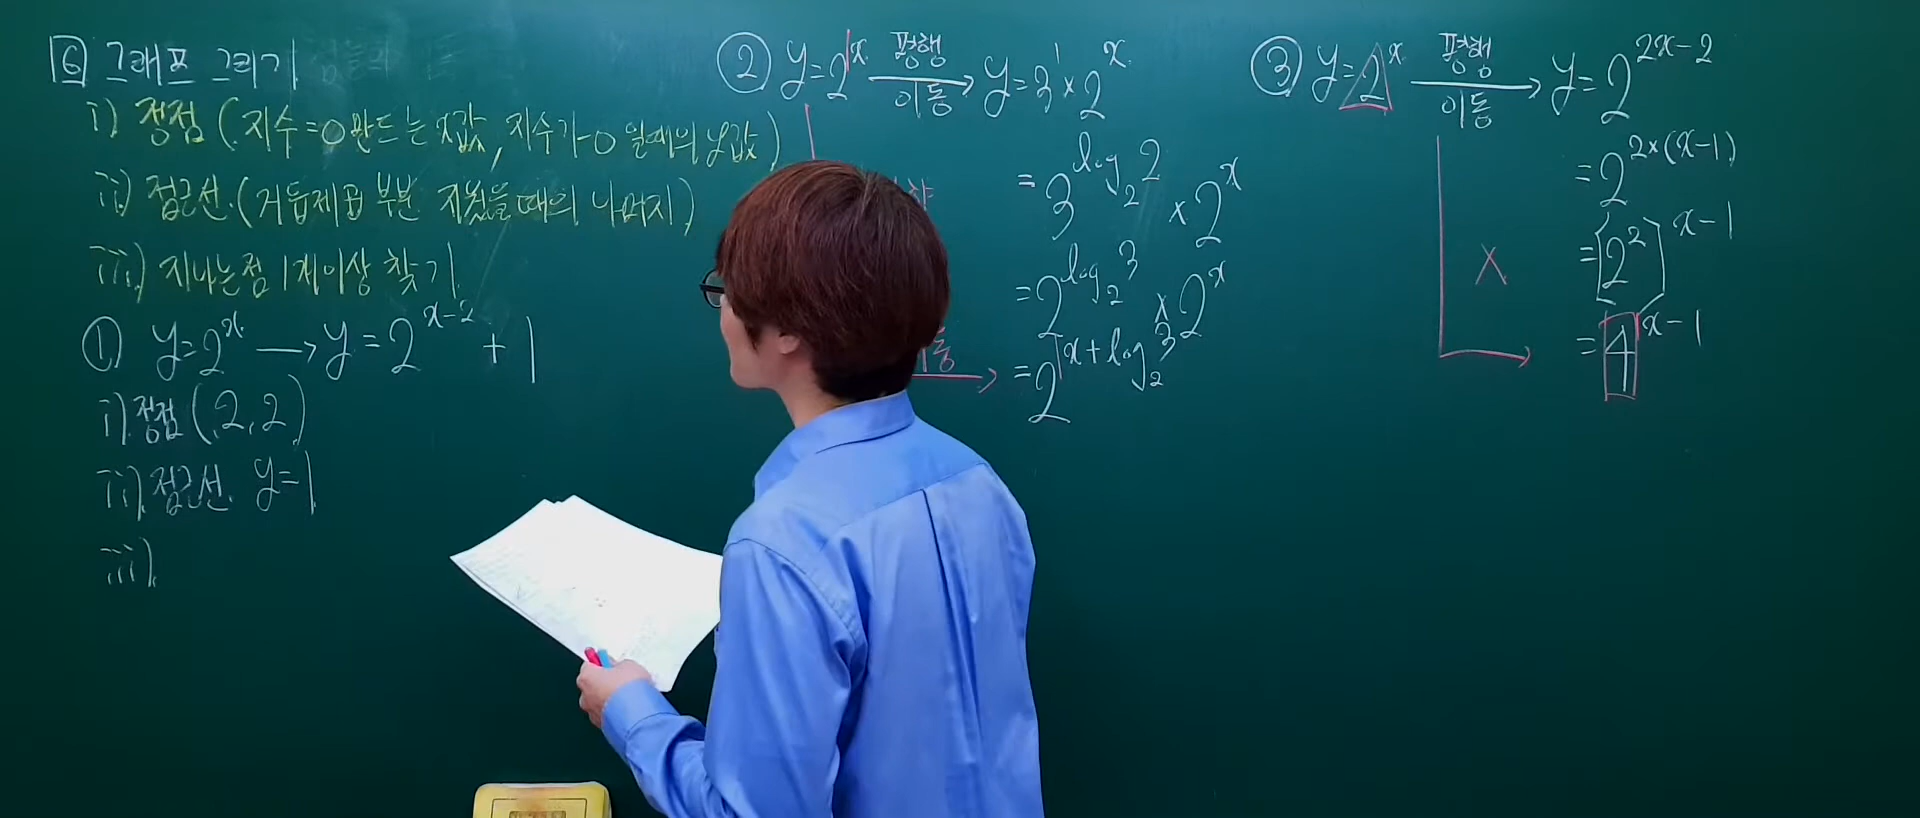 6 그래프 그리기
i) 정점 (지수=0 만드는 x값, 지수가 0 일때의 y값)
ii) 점근선 (거듭제곱 부분 지웠을때의 나머지)
iii) 지나는점 1개이상 찾기
① y=2^x → y=2^{x-2}+1
i) 정점 (2,2)
ii) 점근선 y=1
iii)
② y=2^x 평행 이동 → y=3^1×2^x
=3^{log_2 2}×2^x
=2^{log_2 3}×2^x
=2^{x+log_2 3}
동
③ y=2^x 평행 이동 → y=2^{2x-2}
=2^{2×(x-1)}
X
=(2^2)^{x-1}
=4^{x-1}